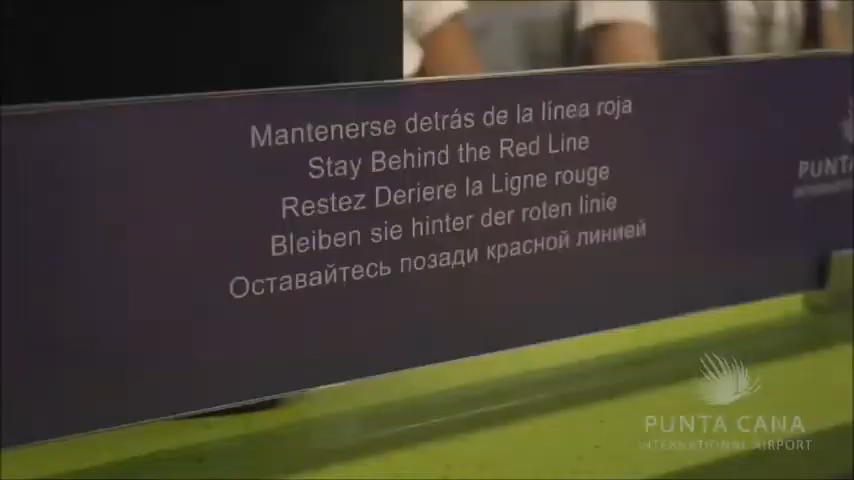 Mantenerse detrás de la línea roja
Stay Behind the Red Line
Restez Deriere la Ligne rouge
Bleiben sie hinter der roten linie
Оставайтесь позади красной линией
PUNTA
PUNTA CANA
INTERNATIONAL AIRPORT